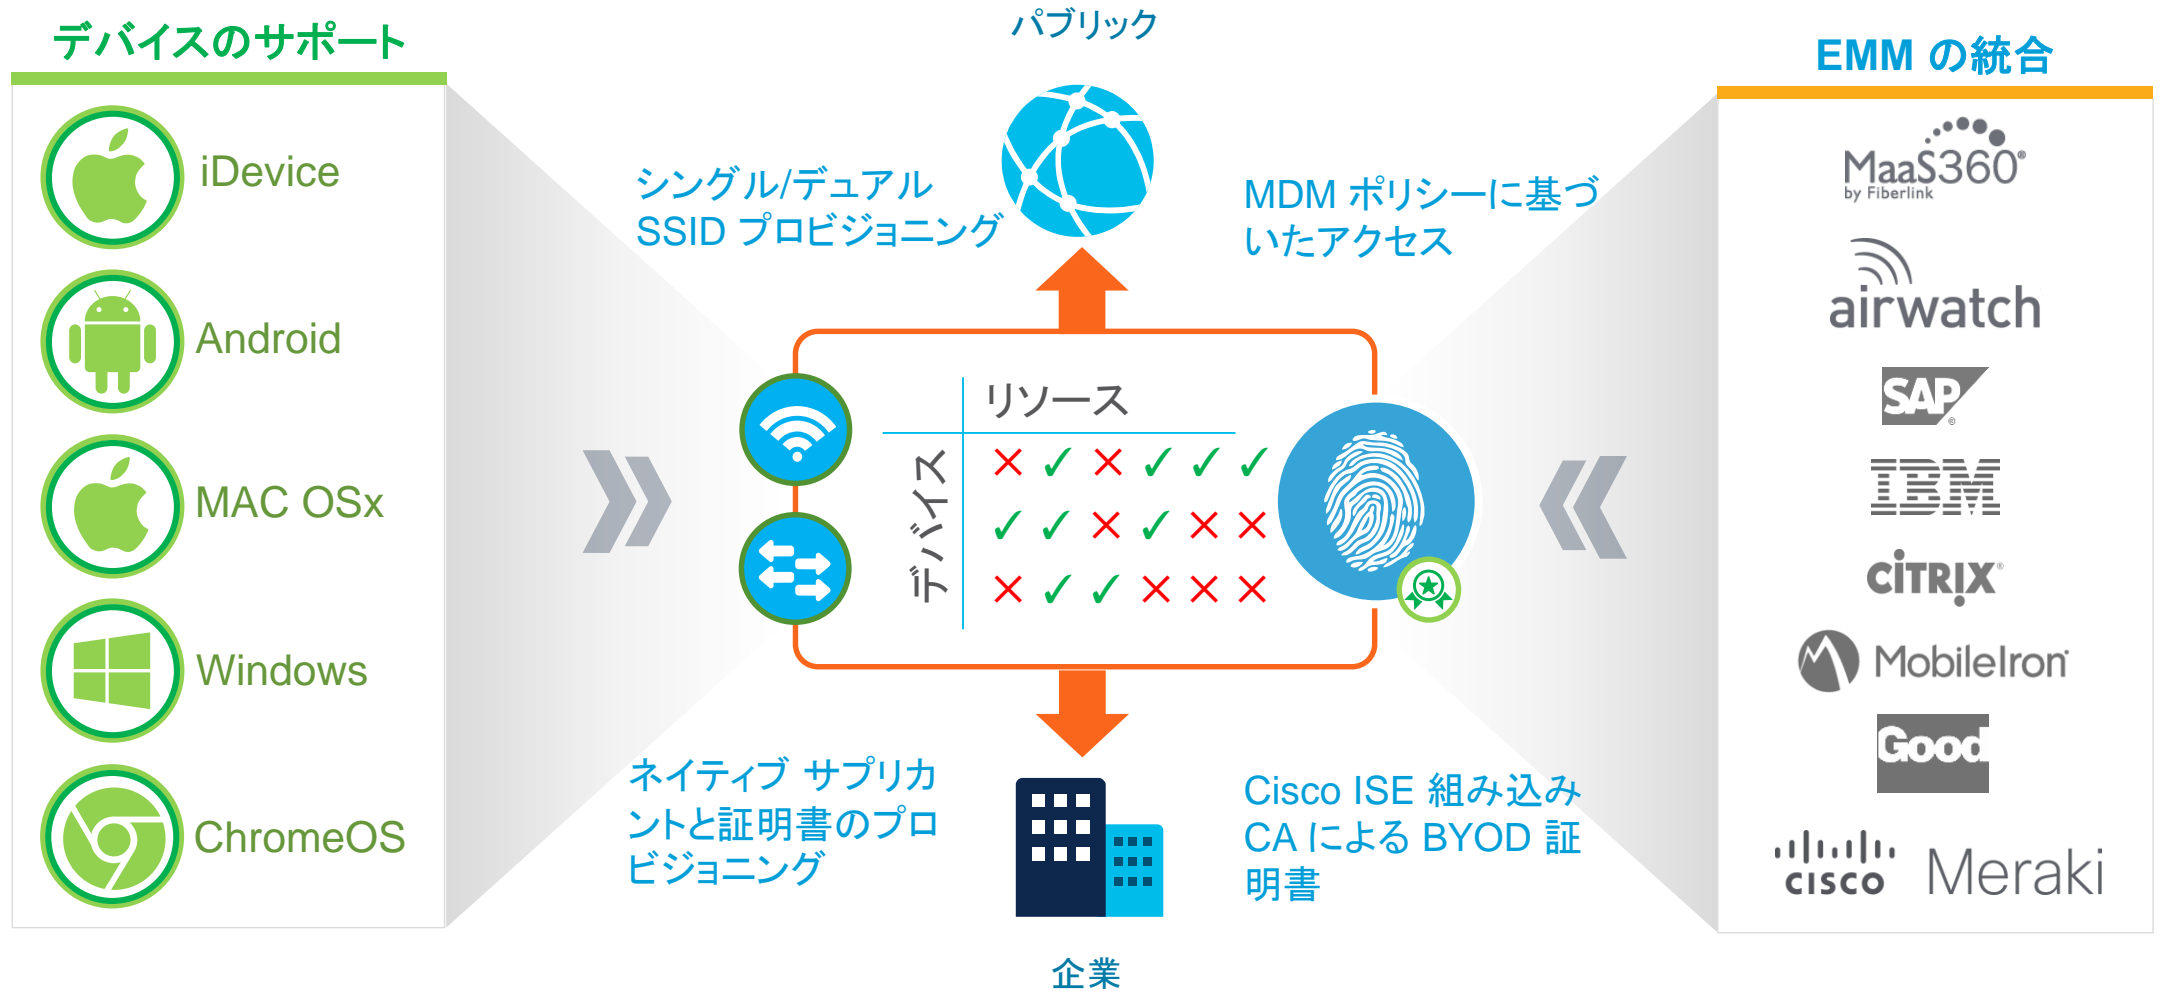 デバイスのサポート
iDevice
Android
MAC OSx
Windows
ChromeOS
パブリック
シングル/デュアル
SSID プロビジョニング
MDM ポリシーに基づ
いたアクセス
リソース
デバイス
✕ ✓ ✕ ✓ ✓ ✓
✓ ✓ ✕ ✓ ✕ ✕
✕ ✓ ✓ ✕ ✕ ✕
ネイティブ サプリカ
ントと証明書のプロ
ビジョニング
Cisco ISE 組み込み
CA による BYOD 証
明書
企業
EMM の統合
MaaS360®
by Fiberlink
airwatch
SAP
©
IBM
CITRIX®
MobileIron
Good
CISCO Meraki